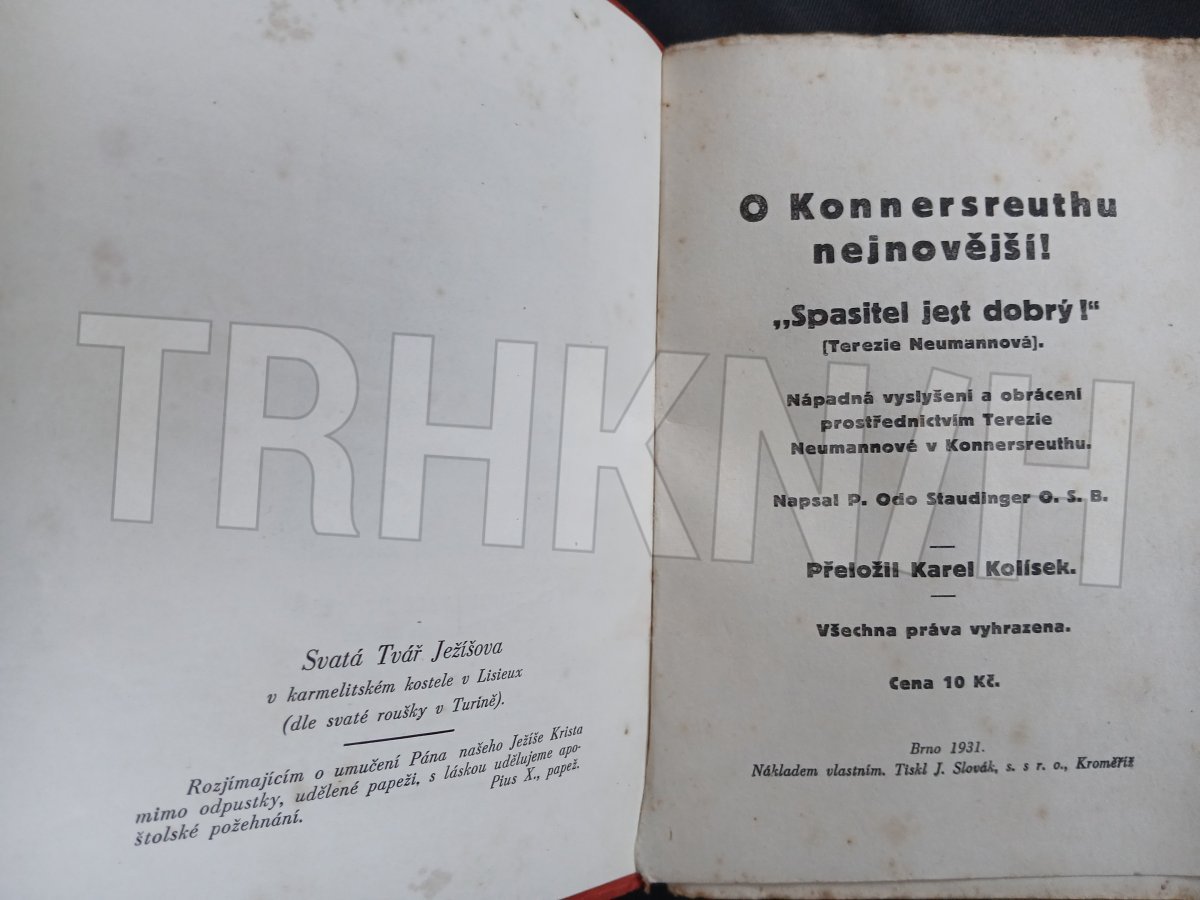 Svatá Tvář Ježíšova
v karmelitském kostele v Lisieux
(dle svaté roušky v Turíně).
Rozjímajícím o umučení Pána našeho Ježíše Krista
mimo odpustky, udělené papeži, s láskou udělujeme apo-
štolské požehnání.
Pius X., papež.
O Konnersreuthu
nejnovější!
„Spasitel jest dobrý!“
[Terezie Neumannová].
Nápadná vyslyšení a obrácení
prostřednictvím Terezie
Neumannové v Konnersreuthu.
Napsal P. Odo Staudinger O. S. B.
Přeložil Karel Kolísek.
Všechna práva vyhrazena.
Cena 10 Kč.
Brno 1931.
Nákladem vlastním. Tiskl J. Slovák, s. s r. o., Kroměříž
TRHKNIH